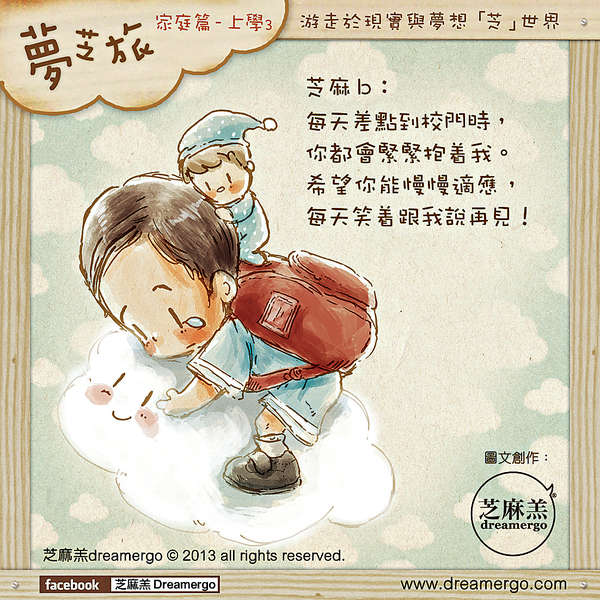 夢芝旅
家庭篇-上學3
游走於現實與夢想「芝」世界
芝麻b:
每天差點到校門時,
你都會緊緊抱着我。
希望你能慢慢適應,
每天笑着跟我說再見!
圖文創作:
芝麻羔
dreamergo
芝麻羔dreamergo © 2013 all rights reserved.
facebook 芝麻羔 Dreamergo
www.dreamergo.com